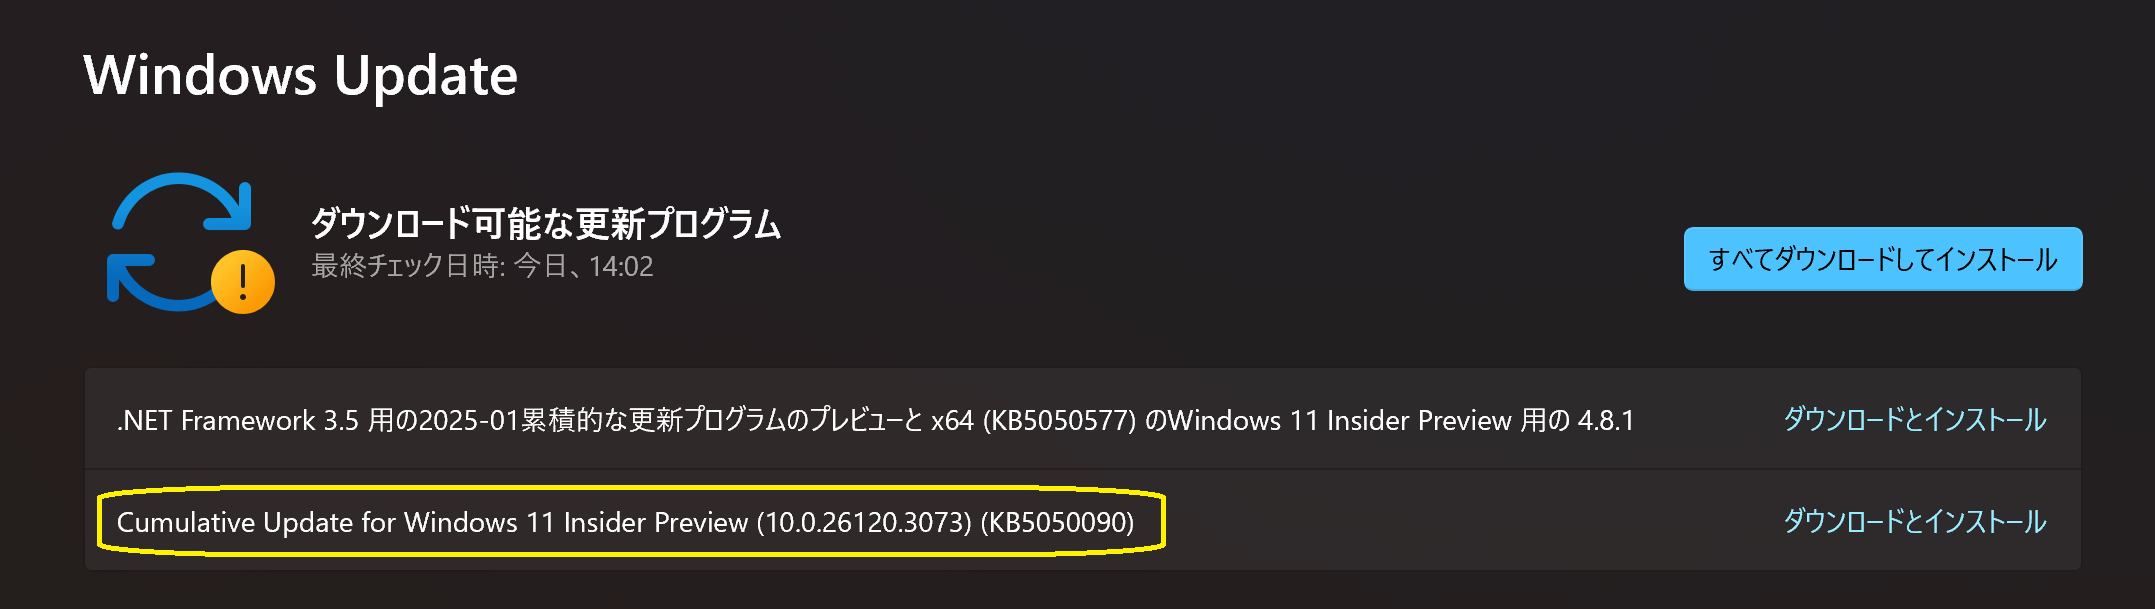 Windows Update
ダウンロード可能な更新プログラム
最終チェック日時: 今日、14:02
すべてダウンロードしてインストール
.NET Framework 3.5 用の2025-01累積的な更新プログラムのプレビューと x64 (KB5050577) のWindows 11 Insider Preview 用の 4.8.1
ダウンロードとインストール
Cumulative Update for Windows 11 Insider Preview (10.0.26120.3073) (KB5050090)
ダウンロードとインストール